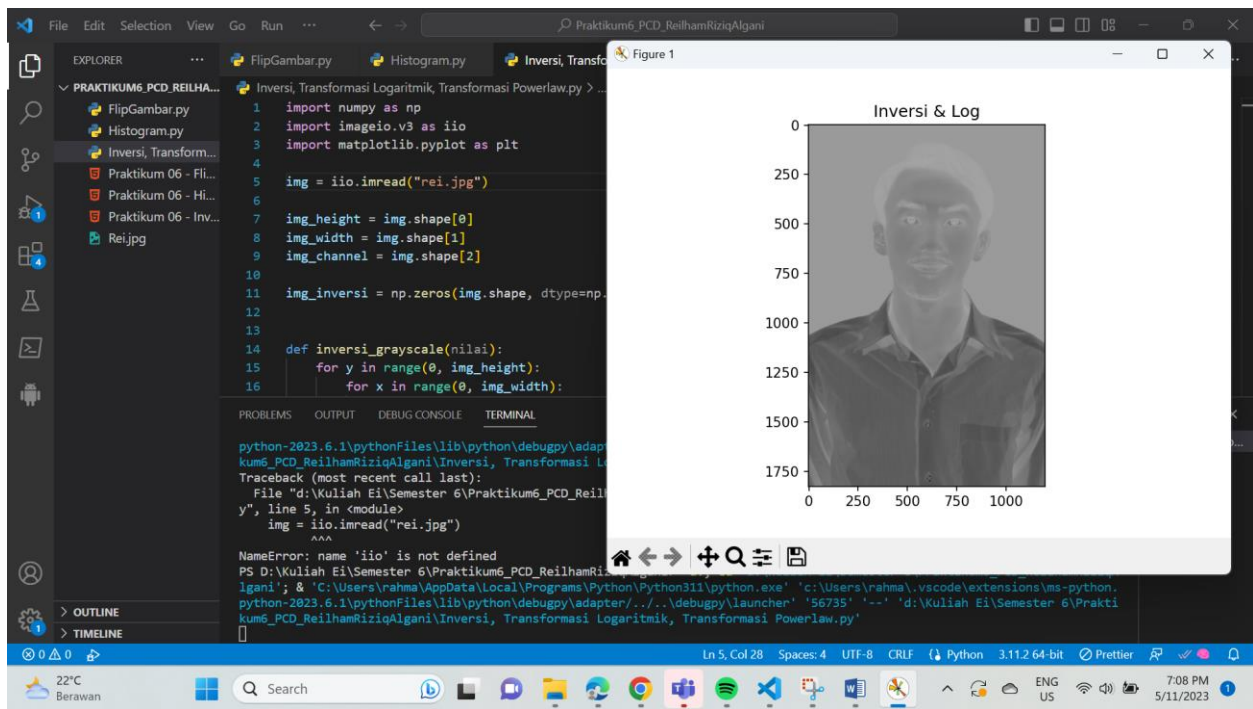 File Edit Selection View Go Run ... Praktikum6_PCD_ReilhamRiziqAlgani
EXPLORER ...
PRAKTIKUM6_PCD_REILHA...
FlipGambar.py
Histogram.py
Inversi, Transform...
Praktikum 06 - Fli...
Praktikum 06 - Hi...
Praktikum 06 - Inv...
Rei.jpg
OUTLINE
TIMELINE
FlipGambar.py Histogram.py Inversi, Transfo
Inversi, Transformasi Logaritmik, Transformasi Powerlaw.py > ...
1 import numpy as np
2 import imageio.v3 as iio
3 import matplotlib.pyplot as plt
4
5 img = iio.imread("rei.jpg")
6
7 img_height = img.shape[0]
8 img_width = img.shape[1]
9 img_channel = img.shape[2]
10
11 img_inversi = np.zeros(img.shape, dtype=np.
12
13
14 def inversi_grayscale(nilai):
15 for y in range(0, img_height):
16 for x in range(0, img_width):
PROBLEMS OUTPUT DEBUG CONSOLE TERMINAL
python-2023.6.1\pythonFiles\lib\python\debugpy\adapt
kum6_PCD_ReilhamRiziqAlgani\Inversi, Transformasi Lo
Traceback (most recent call last):
File "d:\Kuliah Ei\Semester 6\Praktikum6_PCD_Reilh
y", line 5, in <module>
img = iio.imread("rei.jpg")
^^^
NameError: name 'iio' is not defined
PS D:\Kuliah Ei\Semester 6\Praktikum6_PCD_ReilhamRi
lgani'; & 'C:\Users\rahma\AppData\Local\Programs\Python\Python311\python.exe' 'c:\Users\rahma\.vscode\extensions\ms-python.
python-2023.6.1\pythonFiles\lib\python\debugpy\adapter/../..\debugpy\launcher' '56735' '--' 'd:\Kuliah Ei\Semester 6\Prakti
kum6_PCD_ReilhamRiziqAlgani\Inversi, Transformasi Logaritmik, Transformasi Powerlaw.py'
Figure 1
Inversi & Log
0
250
500
750
1000
1250
1500
1750
0 250 500 750 1000
0 0 Ln 5, Col 28 Spaces: 4 UTF-8 CRLF Python 3.11.2 64-bit Prettier
22°C
Berawan
Search
ENG
US
7:08 PM
5/11/2023
1
1
4
1